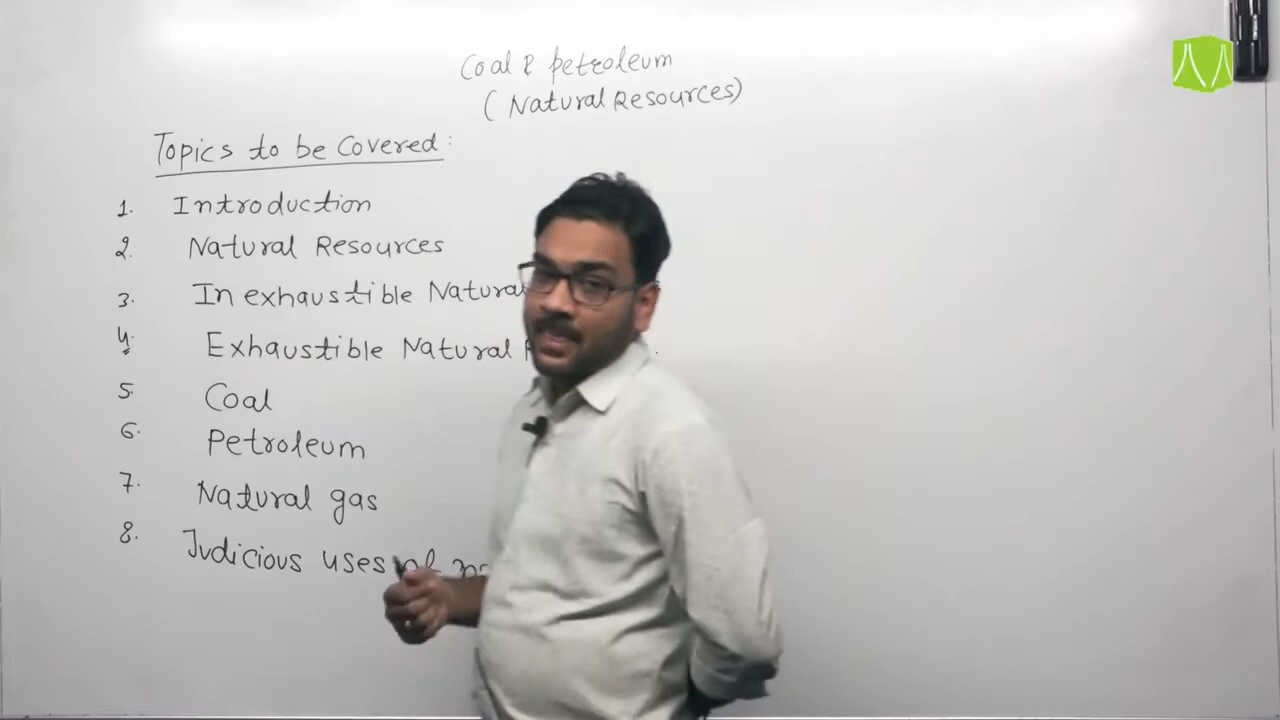 Coal & petroleum
(Natural Resources)
Topics to be Covered:
1. Introduction
2. Natural Resources
3. Inexhaustible Natural
4. Exhaustible Natural
5. Coal
6. Petroleum
7. Natural gas
8. Judicious uses of